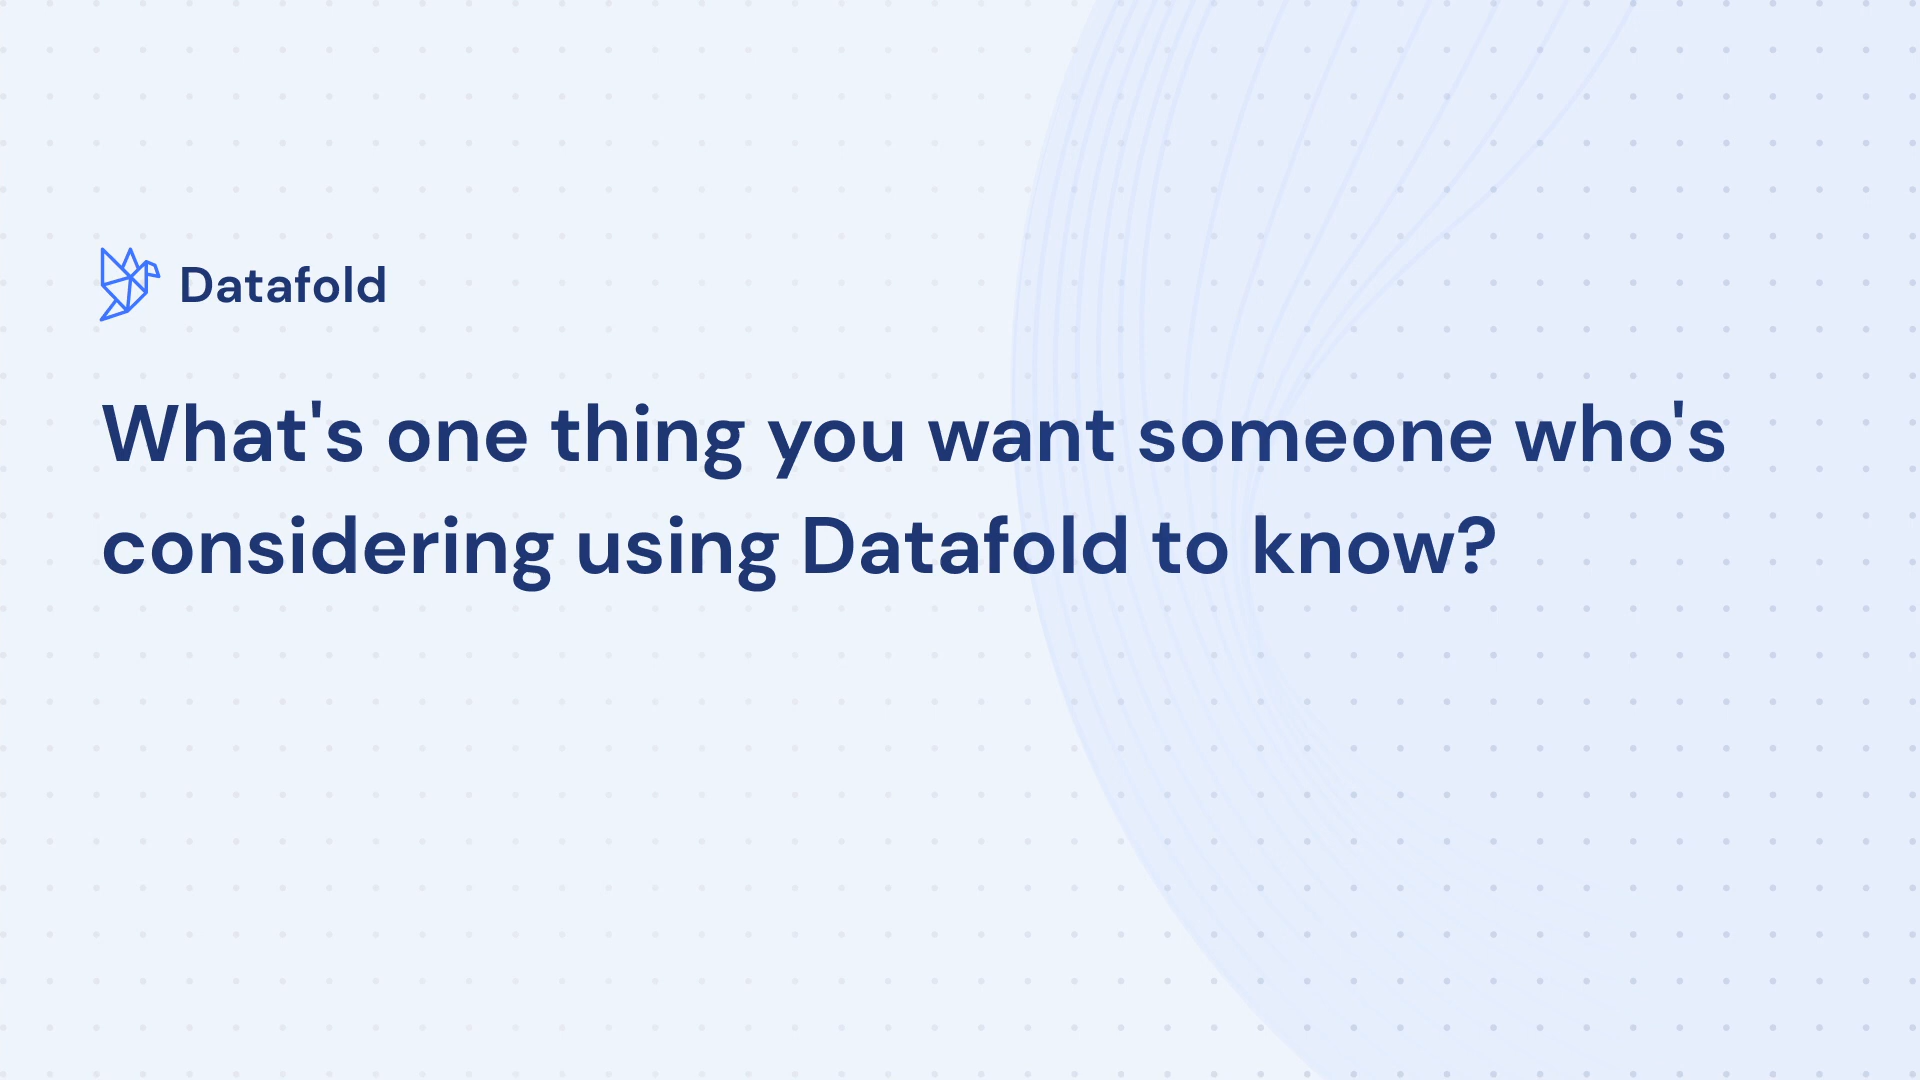 Datafold
What's one thing you want someone who's
considering using Datafold to know?